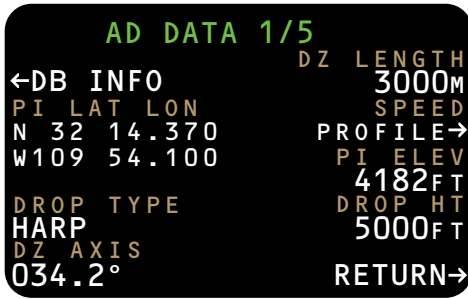 AD DATA 1/5
DZ LENGTH
←DB INFO 3000M
PI LAT LON SPEED
N 32 14.370 PROFILE→
W109 54.100 PI ELEV
4182FT
DROP TYPE DROP HT
HARP 5000FT
DZ AXIS
034.2° RETURN→